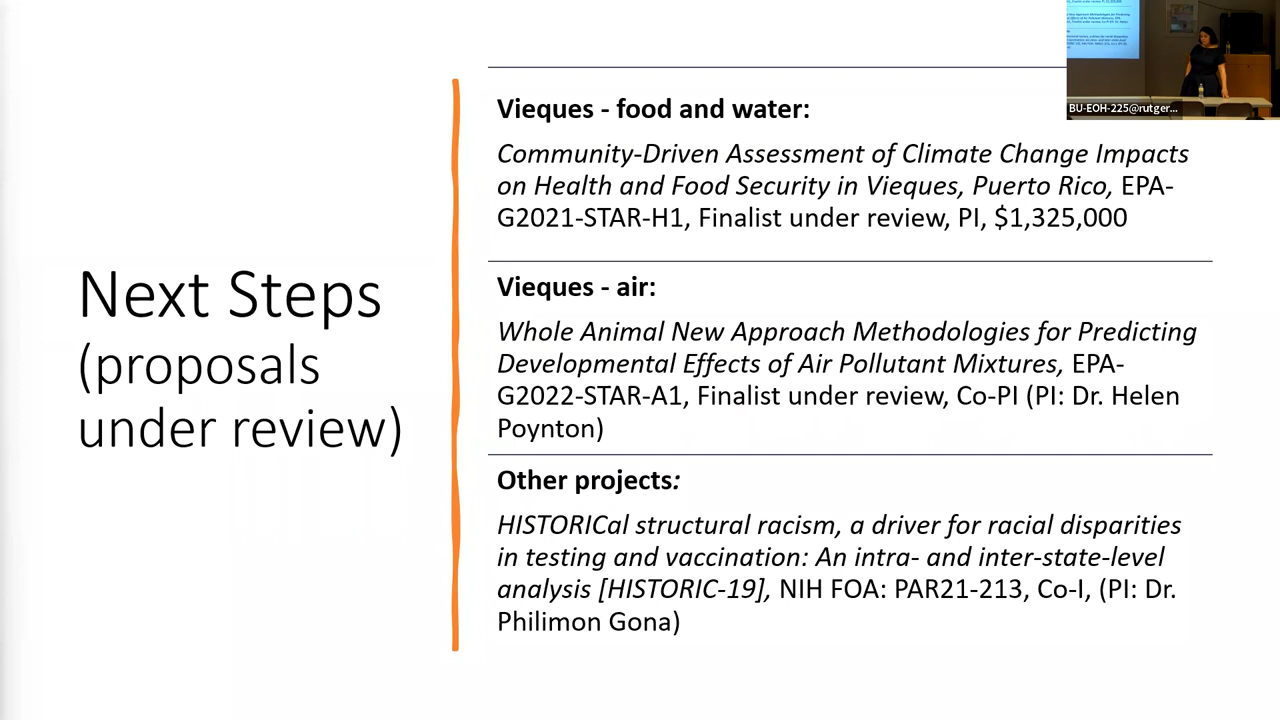 Next Steps
(proposals
under review)
Vieques - food and water:
Community-Driven Assessment of Climate Change Impacts
on Health and Food Security in Vieques, Puerto Rico, EPA-
G2021-STAR-H1, Finalist under review, PI, $1,325,000
Vieques - air:
Whole Animal New Approach Methodologies for Predicting
Developmental Effects of Air Pollutant Mixtures, EPA-
G2022-STAR-A1, Finalist under review, Co-PI (PI: Dr. Helen
Poynton)
Other projects:
HISTORICal structural racism, a driver for racial disparities
in testing and vaccination: An intra- and inter-state-level
analysis [HISTORIC-19], NIH FOA: PAR21-213, Co-I, (PI: Dr.
Philimon Gona)
BU-EOH-225@rutger...